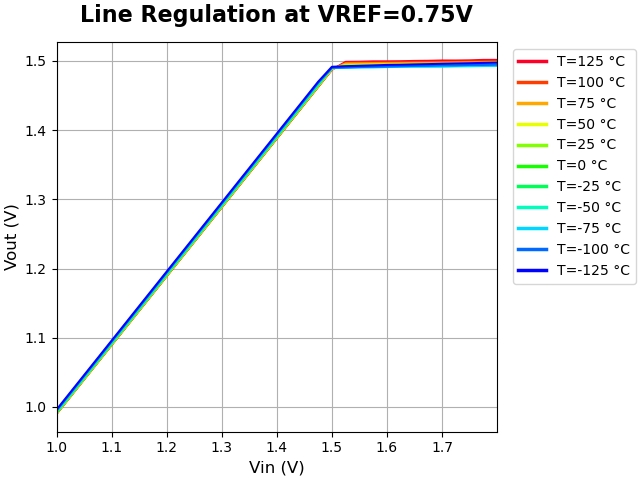 Line Regulation at VREF=0.75V
Vout (V)
1.5
1.4
1.3
1.2
1.1
1.0
1.0 1.1 1.2 1.3 1.4 1.5 1.6 1.7
Vin (V)
T=125 °C
T=100 °C
T=75 °C
T=50 °C
T=25 °C
T=0 °C
T=-25 °C
T=-50 °C
T=-75 °C
T=-100 °C
T=-125 °C